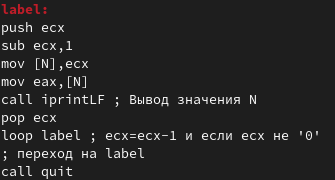 label:
push ecx
sub ecx,1
mov [N],ecx
mov eax,[N]
call iprintLF ; Вывод значения N
pop ecx
loop label ; ecx=ecx-1 и если ecx не '0'
; переход на label
call quit